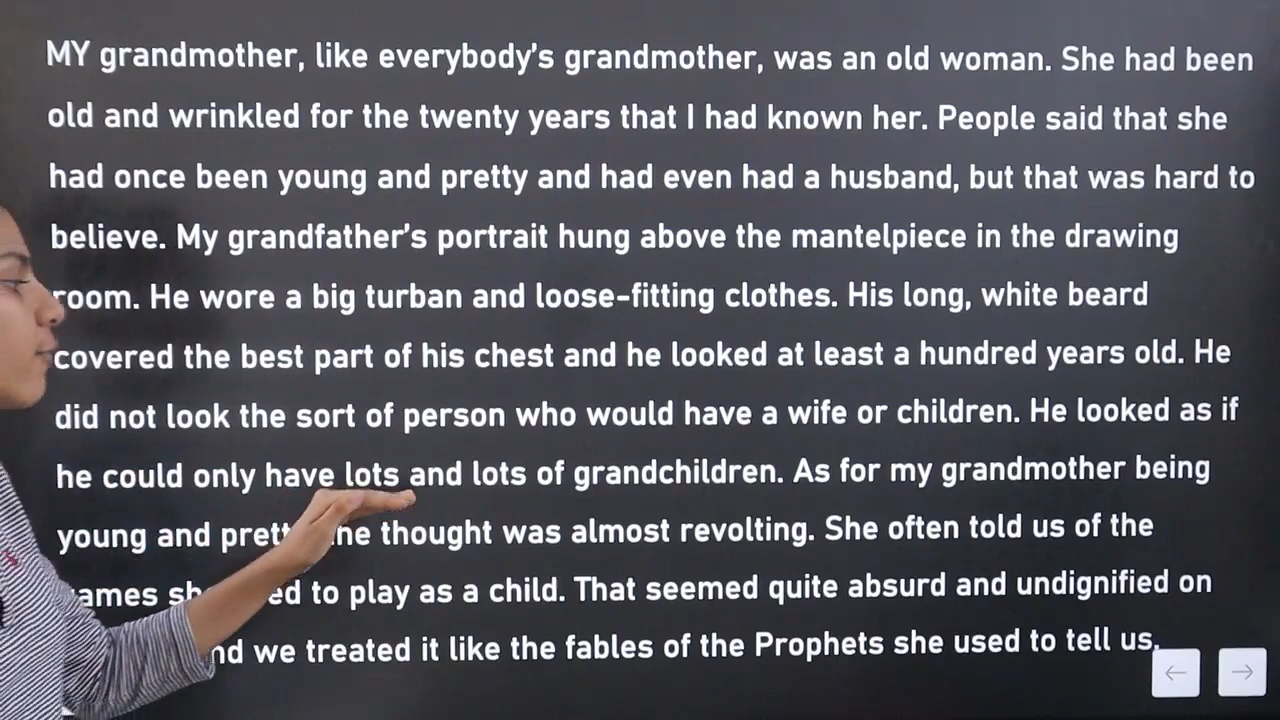 MY grandmother, like everybody's grandmother, was an old woman. She had been
old and wrinkled for the twenty years that I had known her. People said that she
had once been young and pretty and had even had a husband, but that was hard to
believe. My grandfather's portrait hung above the mantelpiece in the drawing
room. He wore a big turban and loose-fitting clothes. His long, white beard
covered the best part of his chest and he looked at least a hundred years old. He
did not look the sort of person who would have a wife or children. He looked as if
he could only have lots and lots of grandchildren. As for my grandmother being
young and thought was almost revolting. She often told us of the
to play as a child. That seemed quite absurd and undignified on
we treated it like the fables of the Prophets she used to tell us.